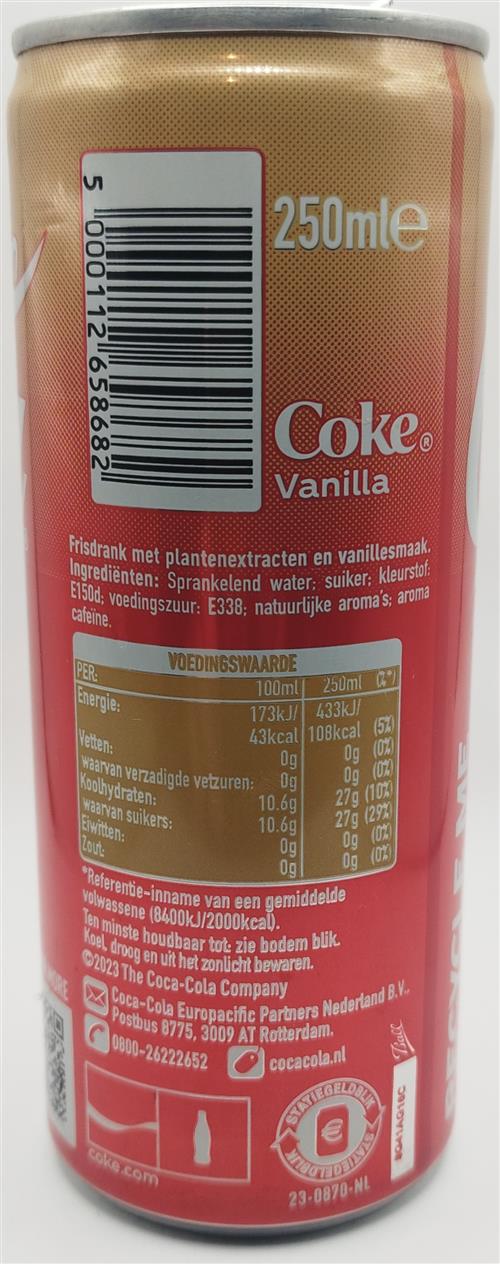 5 000112 658682
250ml e
Coke®
Vanilla
Frisdrank met plantenextracten en vanillesmaak.
Ingrediënten: Sprankelend water; suiker; kleurstof:
E150d; voedingszuur: E338; natuurlijke aroma's; aroma
cafeïne.
VOEDINGSWAARDE
PER: 100ml 250ml (%*)
Energie: 173kJ/ 433kJ/
43kcal 108kcal (5%)
Vetten: 0g 0g (0%)
waarvan verzadigde vetzuren: 0g 0g (0%)
Koolhydraten: 10.6g 27g (10%)
waarvan suikers: 10.6g 27g (29%)
Eiwitten: 0g 0g (0%)
Zout: 0g 0g (0%)
*Referentie-inname van een gemiddelde
volwassene (8400kJ/2000kcal).
Ten minste houdbaar tot: zie bodem blik.
Koel, droog en uit het zonlicht bewaren.
©2023 The Coca-Cola Company
Coca-Cola Europacific Partners Nederland B.V.,
Postbus 8775, 3009 AT Rotterdam.
0800-26222652 cocacola.nl
coke.com
STATIEGELDBLIK
STATIEGELDBLIK
€
23-0870-NL
Ball
RECYCLE ME